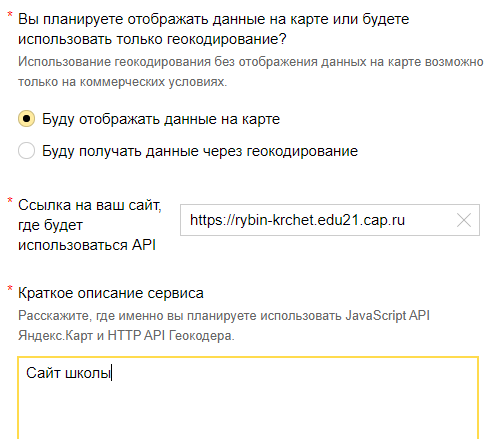 * Вы планируете отображать данные на карте или будете
использовать только геокодирование?
Использование геокодирования без отображения данных на карте возможно
только на коммерческих условиях.
Буду отображать данные на карте
Буду получать данные через геокодирование
* Ссылка на ваш сайт,
где будет
использоваться API
https://rybin-krchet.edu21.cap.ru
* Краткое описание сервиса
Расскажите, где именно вы планируете использовать JavaScript API
Яндекс.Карт и HTTP API Геокодера.
Сайт школы